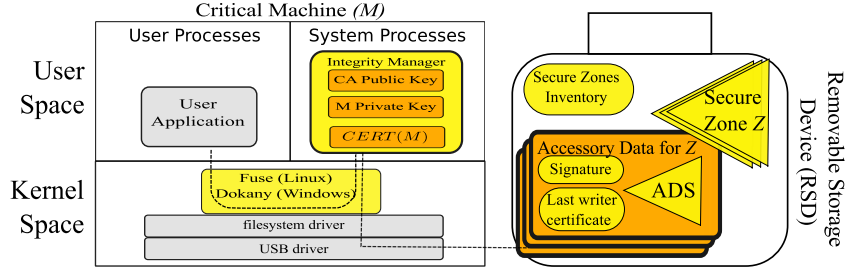 Critical Machine (M)
User Processes
System Processes
User
Space
User
Application
Integrity Manager
CA Public Key
M Private Key
CERT(M)
Kernel
Space
Fuse (Linux)
Dokany (Windows)
filesystem driver
USB driver
Secure Zones
Inventory
Secure
Zone Z
Accessory Data for Z
Signature
Last writer
certificate
ADS
Removable Storage
Device (RSD)